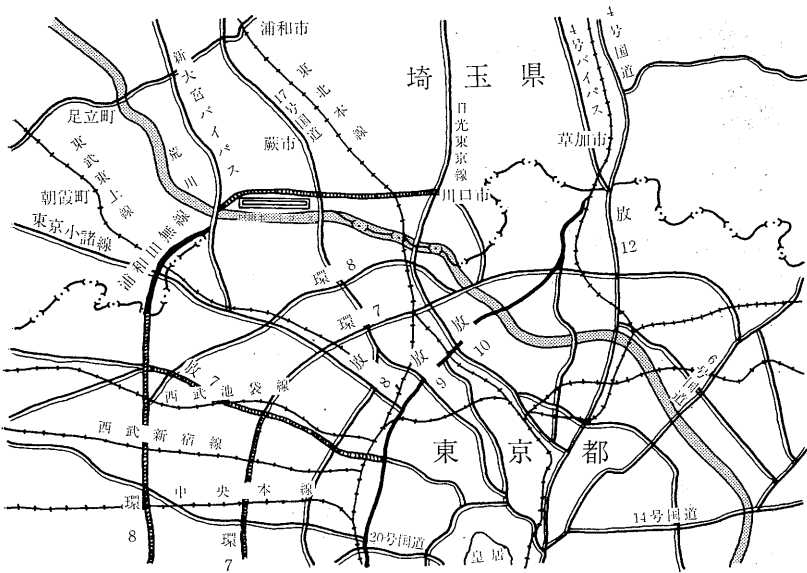 浦和市
4号バイパス
4号国道
埼玉県
新大宮バイパス
17号国道
東北本線
日光東京線
足立町
蕨市
草加市
東武東上線
荒川
朝霞町
川口市
放
12
東京小諸線
浦和田無線
環
8
環
7
放
7
放
8
放
9
放
10
6号国道
西武池袋線
西武新宿線
東京都
中央本線
環
8
環
7
20号国道
14号国道
皇居